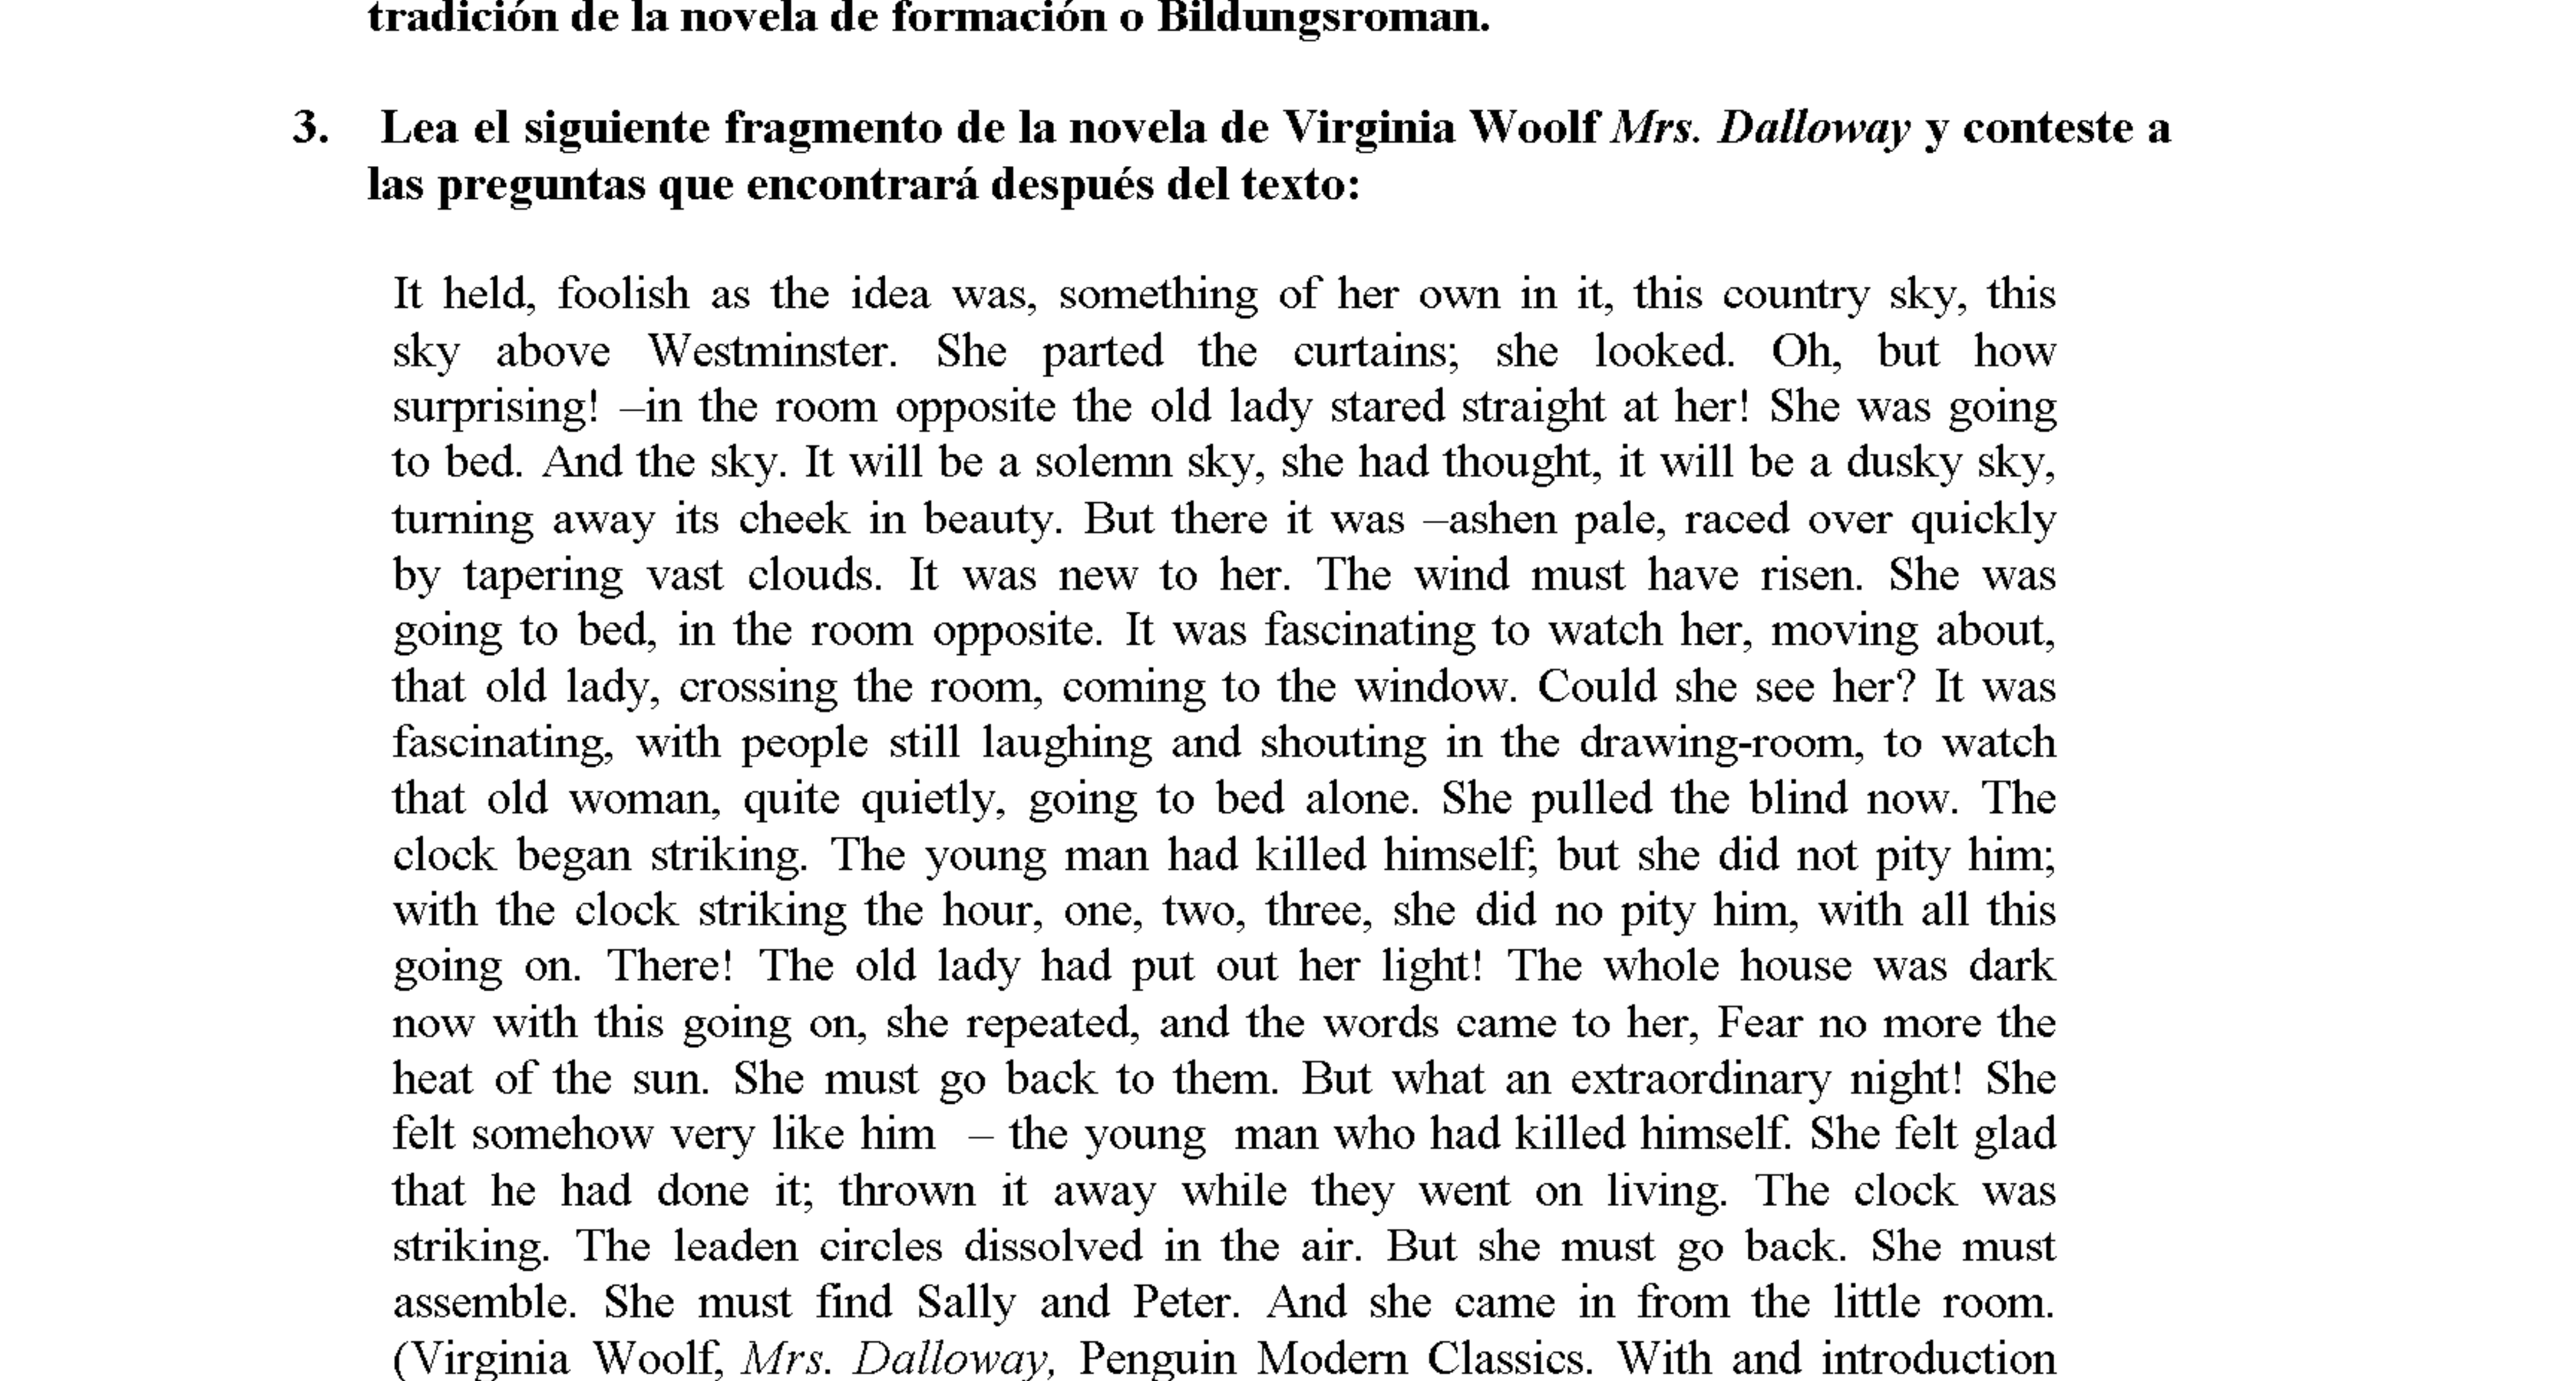 tradición de la novela de formación o Bildungsroman.
3. Lea el siguiente fragmento de la novela de Virginia Woolf Mrs. Dalloway y conteste a
las preguntas que encontrará después del texto:
It held, foolish as the idea was, something of her own in it, this country sky, this
sky above Westminster. She parted the curtains; she looked. Oh, but how
surprising! –in the room opposite the old lady stared straight at her! She was going
to bed. And the sky. It will be a solemn sky, she had thought, it will be a dusky sky,
turning away its cheek in beauty. But there it was –ashen pale, raced over quickly
by tapering vast clouds. It was new to her. The wind must have risen. She was
going to bed, in the room opposite. It was fascinating to watch her, moving about,
that old lady, crossing the room, coming to the window. Could she see her? It was
fascinating, with people still laughing and shouting in the drawing-room, to watch
that old woman, quite quietly, going to bed alone. She pulled the blind now. The
clock began striking. The young man had killed himself; but she did not pity him;
with the clock striking the hour, one, two, three, she did no pity him, with all this
going on. There! The old lady had put out her light! The whole house was dark
now with this going on, she repeated, and the words came to her, Fear no more the
heat of the sun. She must go back to them. But what an extraordinary night! She
felt somehow very like him – the young man who had killed himself. She felt glad
that he had done it; thrown it away while they went on living. The clock was
striking. The leaden circles dissolved in the air. But she must go back. She must
assemble. She must find Sally and Peter. And she came in from the little room.
(Virginia Woolf, Mrs. Dalloway, Penguin Modern Classics. With and introduction